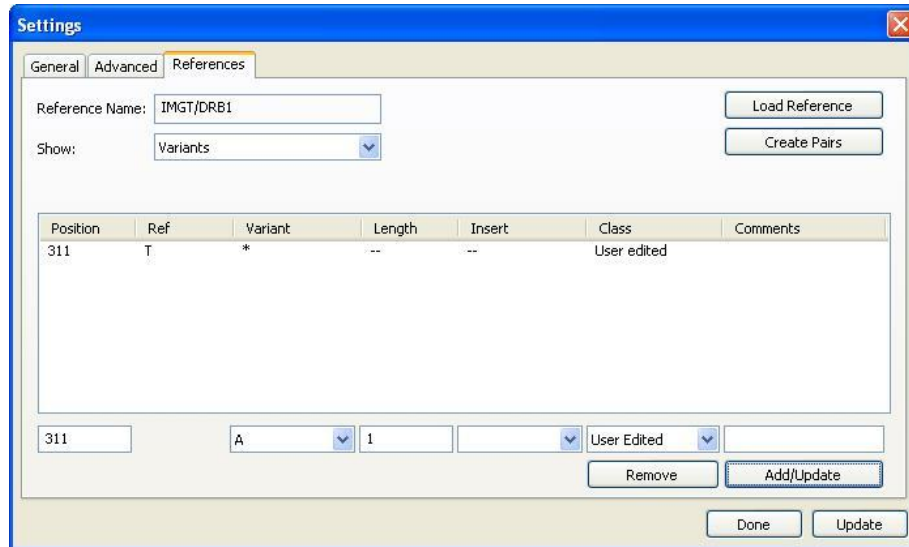 Settings
General Advanced References
Reference Name: IMGT/DRB1 Load Reference
Show: Variants Create Pairs
Position Ref Variant Length Insert Class Comments
311 T * -- -- User edited
311 A 1 User Edited
Remove Add/Update
Done Update